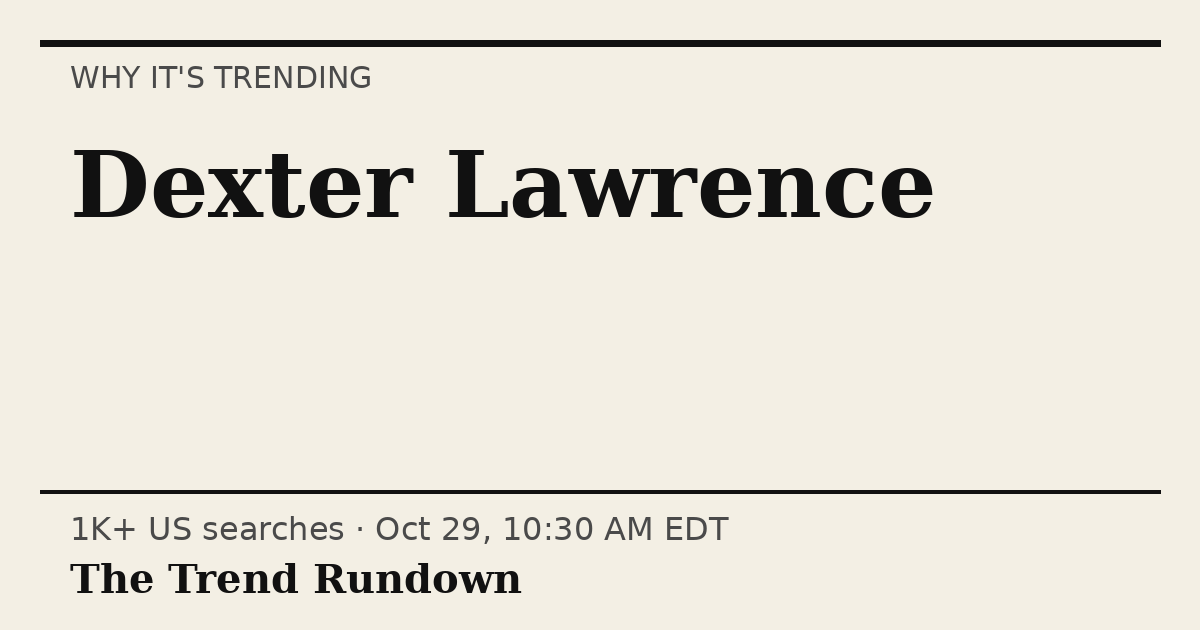 WHY IT'S TRENDING
Dexter Lawrence
1K+ US searches · Oct 29, 10:30 AM EDT
The Trend Rundown